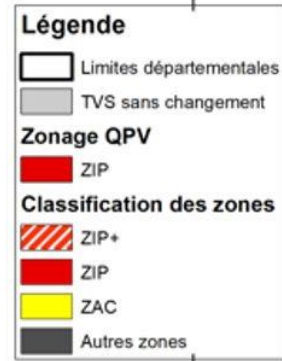 Légende
Limites départementales
TVS sans changement
Zonage QPV
ZIP
Classification des zones
ZIP+
ZIP
ZAC
Autres zones